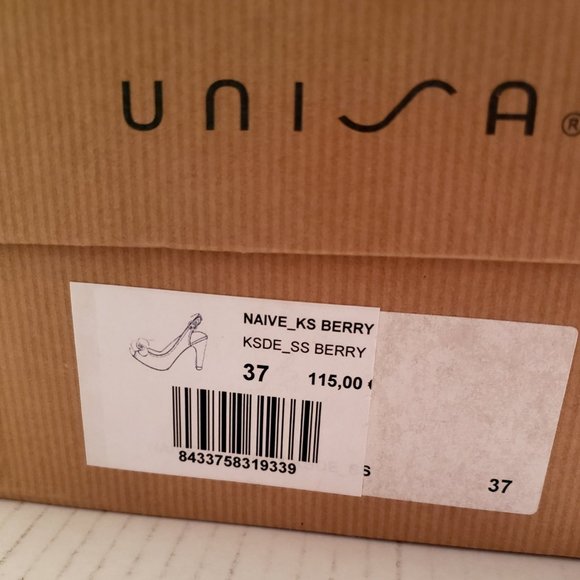 UNISA®
NAIVE_KS BERRY
KSDE_SS BERRY
37 115,00 €
8433758319339
37